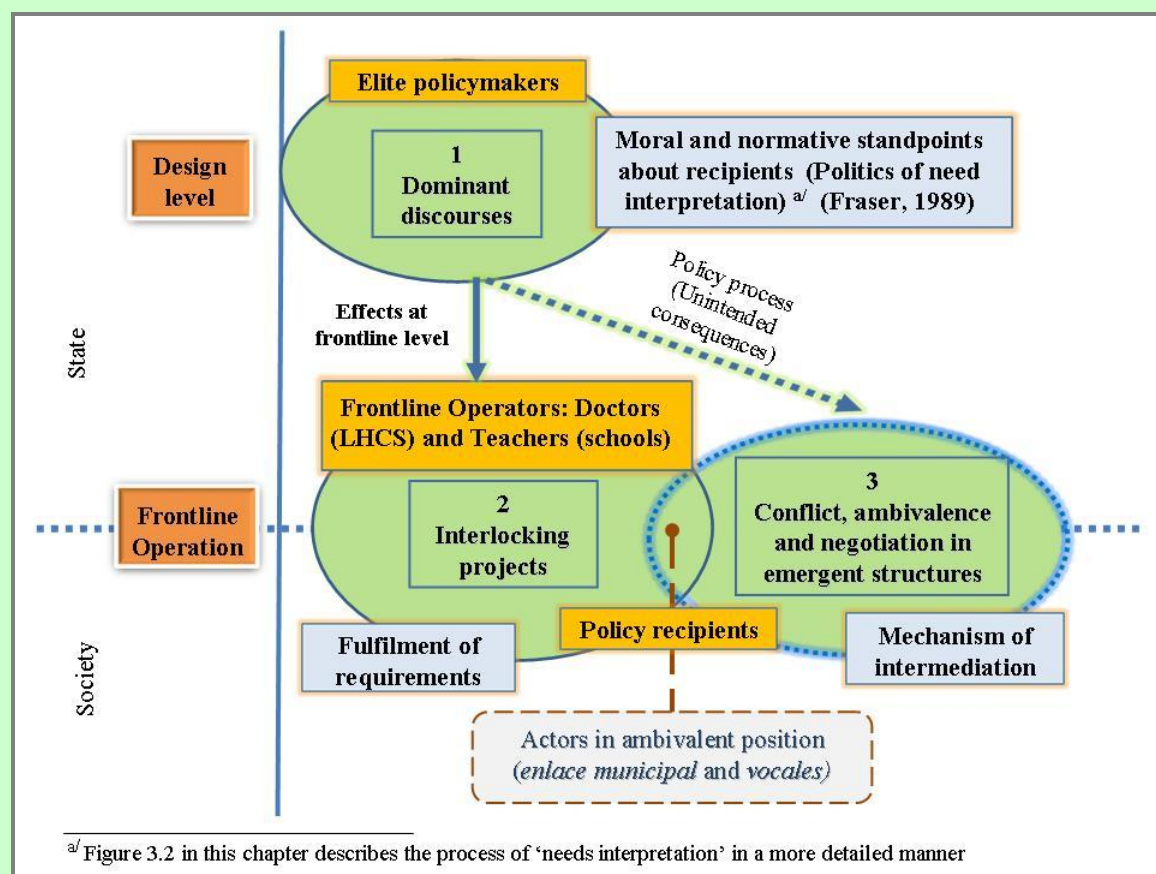 Elite policymakers
Design
level
1
Dominant
discourses
Moral and normative standpoints
about recipients (Politics of need
interpretation) a/ (Fraser, 1989)
State
Effects at
frontline level
Policy process
(Unintended
consequences)
Frontline Operators: Doctors
(LHCS) and Teachers (schools)
Frontline
Operation
2
Interlocking
projects
3
Conflict, ambivalence
and negotiation in
emergent structures
Society
Fulfilment of
requirements
Policy recipients
Mechanism of
intermediation
Actors in ambivalent position
(enlace municipal and vocales)
a/ Figure 3.2 in this chapter describes the process of ‘needs interpretation’ in a more detailed manner